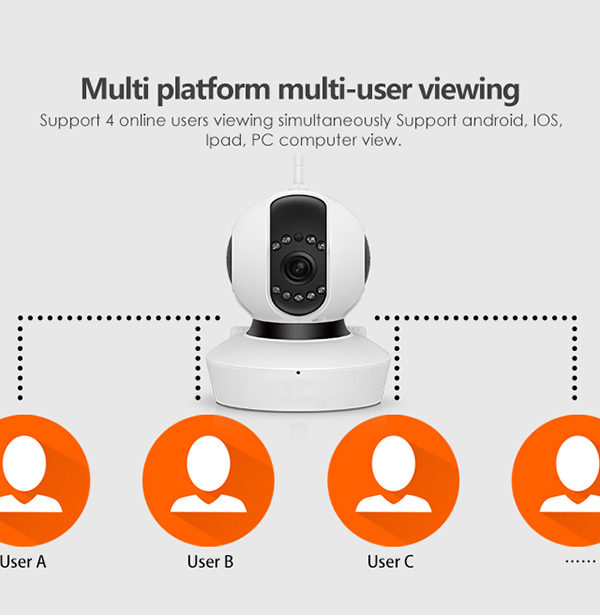 Multi platform multi-user viewing
Support 4 online users viewing simultaneously Support android, IOS,
Ipad, PC computer view.
User A
User B
User C
......